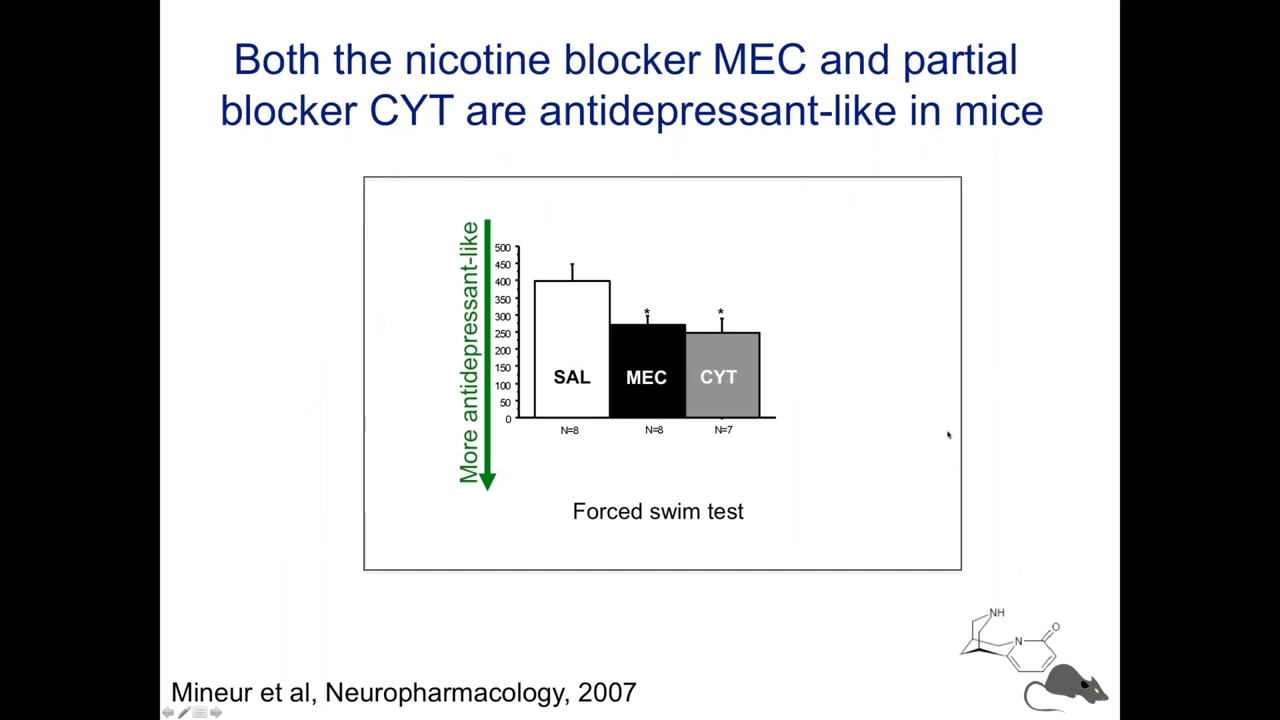 Both the nicotine blocker MEC and partial
blocker CYT are antidepressant-like in mice
More antidepressant-like
500
450
400
350
300
250
200
150
100
50
0
* *
SAL MEC CYT
N=8 N=8 N=7
Forced swim test
NH
N
O
Mineur et al, Neuropharmacology, 2007